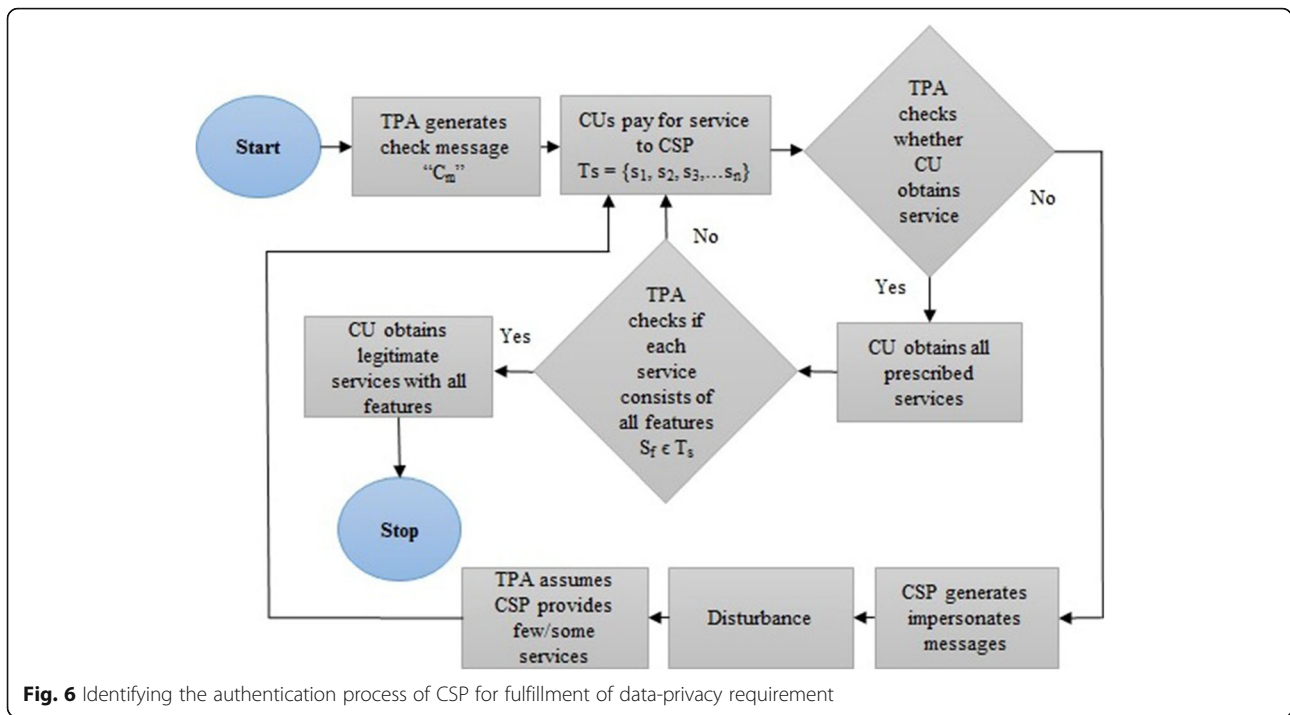 Start
TPA generates
check message
“Cₘ”
CUs pay for service
to CSP
Ts = {s₁, s₂, s₃,…sₙ}
TPA
checks
whether
CU
obtains
service
No
Yes
CU obtains all
prescribed
services
No
TPA
checks if
each
service
consists of
all features
S_f ϵ Tₛ
Yes
CU obtains
legitimate
services with all
features
Stop
CSP generates
impersonates
messages
Disturbance
TPA assumes
CSP provides
few/some
services
Fig. 6 Identifying the authentication process of CSP for fulfillment of data-privacy requirement